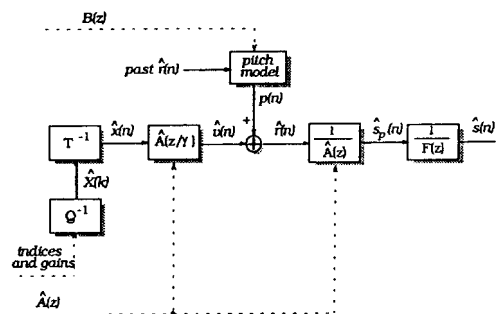 B(z)
past r̂(n)
pitch
model
p(n)
+
x̂(n)
v̂(n)
r̂(n)
ŝp(n)
ŝ(n)
T⁻¹
Â(z/γ)
1
Â(z)
1
F(z)
X̂(k)
Q⁻¹
indices
and gains
Â(z)